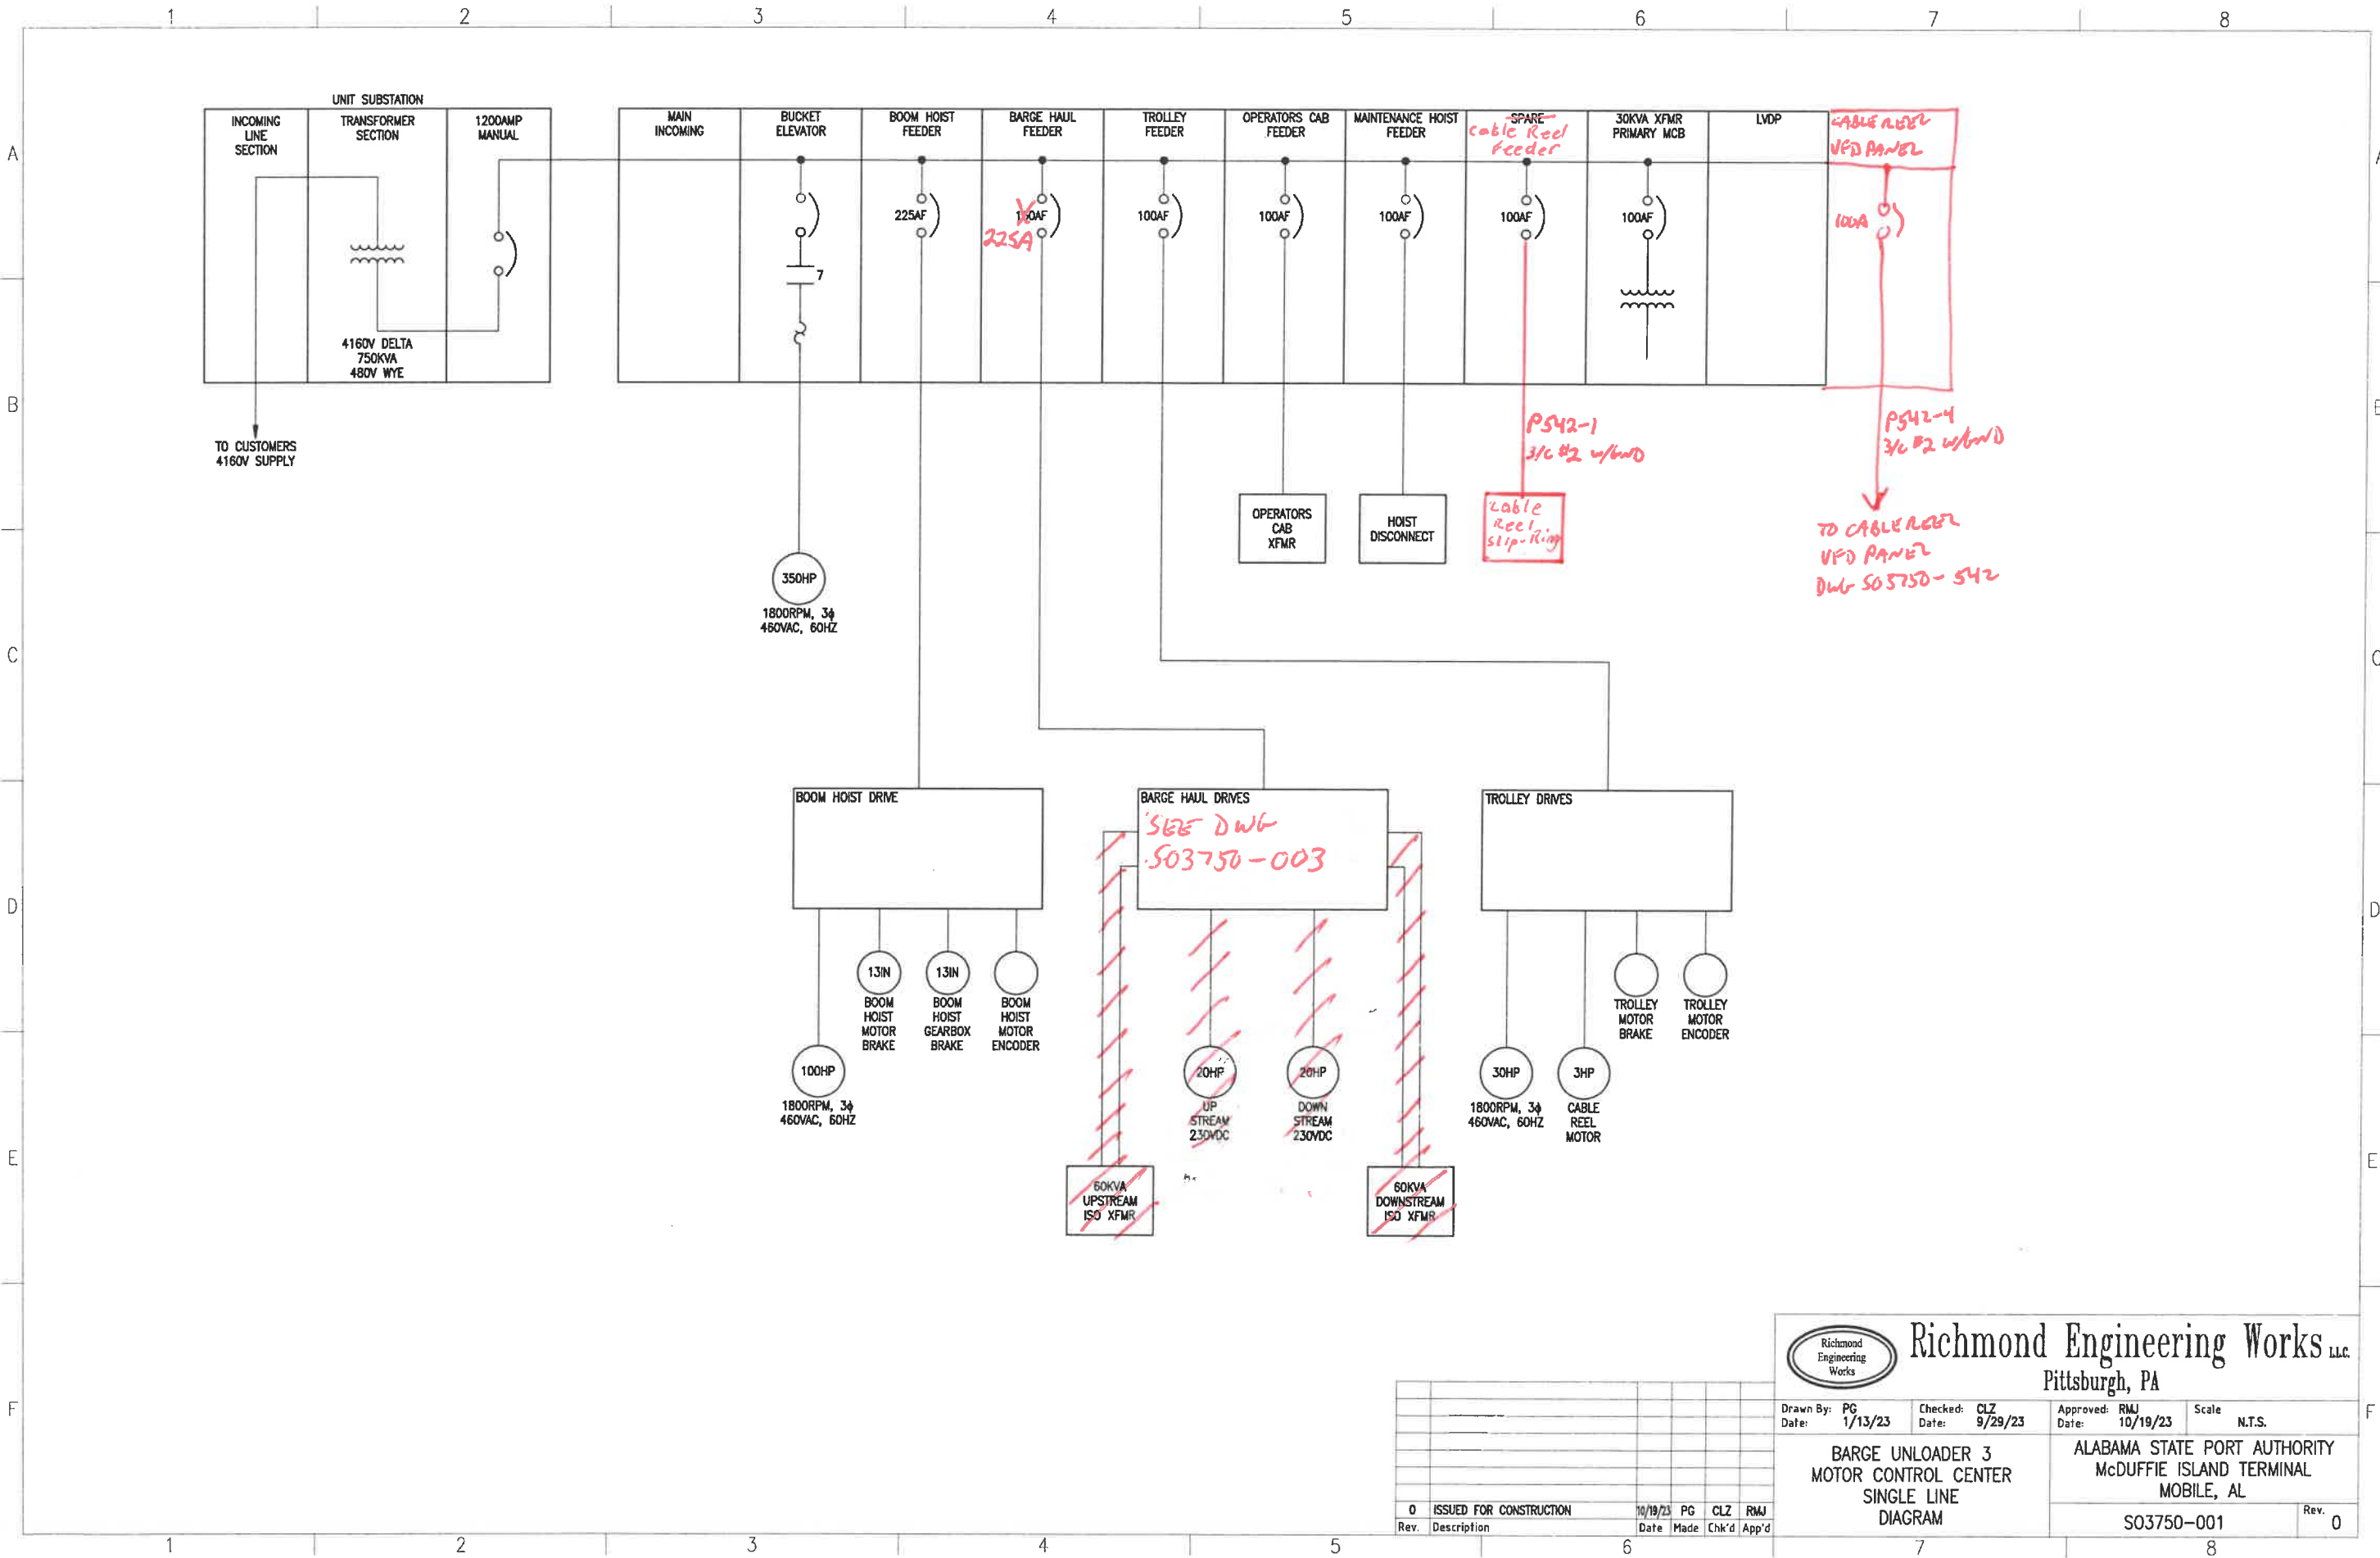 1 2 3 4 5 6 7 8
UNIT SUBSTATION
INCOMING
LINE
SECTION
TRANSFORMER
SECTION
1200AMP
MANUAL
4160V DELTA
750KVA
480V WYE
TO CUSTOMERS
4160V SUPPLY
MAIN
INCOMING
BUCKET
ELEVATOR
7
350HP
1800RPM, 3ϕ
460VAC, 60HZ
BOOM HOIST
FEEDER
225AF
BARGE HAUL
FEEDER
225A
TROLLEY
FEEDER
100AF
OPERATORS CAB
FEEDER
100AF
OPERATORS
CAB
XFMR
MAINTENANCE HOIST
FEEDER
100AF
HOIST
DISCONNECT
SPARE
Cable Reel
Feeder
100AF
P542-1
3/C #2 w/GND
Cable
Reel
Slip-Ring
30KVA XFMR
PRIMARY MCB
100AF
LVDP
CABLE REEL
VFD PANEL
100A
P542-4
3/C #2 w/GND
TO CABLE REEL
VFD PANEL
DWG S03750-542
BOOM HOIST DRIVE
100HP
1800RPM, 3ϕ
460VAC, 60HZ
13IN
BOOM
HOIST
MOTOR
BRAKE
13IN
BOOM
HOIST
GEARBOX
BRAKE
BOOM
HOIST
MOTOR
ENCODER
BARGE HAUL DRIVES
SEE DWG
S03750-003
20HP
UP
STREAM
230VDC
20HP
DOWN
STREAM
230VDC
60KVA
UPSTREAM
ISO XFMR
60KVA
DOWNSTREAM
ISO XFMR
TROLLEY DRIVES
30HP
1800RPM, 3ϕ
460VAC, 60HZ
3HP
CABLE
REEL
MOTOR
TROLLEY
MOTOR
BRAKE
TROLLEY
MOTOR
ENCODER
A
B
C
D
E
F
A
C
D
E
F
Richmond
Engineering
Works
Richmond Engineering Works LLC.
Pittsburgh, PA
Drawn By: PG
Date: 1/13/23
Checked: CLZ
Date: 9/29/23
Approved: RMJ
Date: 10/19/23
Scale
N.T.S.
BARGE UNLOADER 3
MOTOR CONTROL CENTER
SINGLE LINE
DIAGRAM
ALABAMA STATE PORT AUTHORITY
McDUFFIE ISLAND TERMINAL
MOBILE, AL
S03750-001
Rev.
0
0 ISSUED FOR CONSTRUCTION 10/19/23 PG CLZ RMJ
Rev. Description Date Made Chk'd App'd
1 2 3 4 5 6 7 8